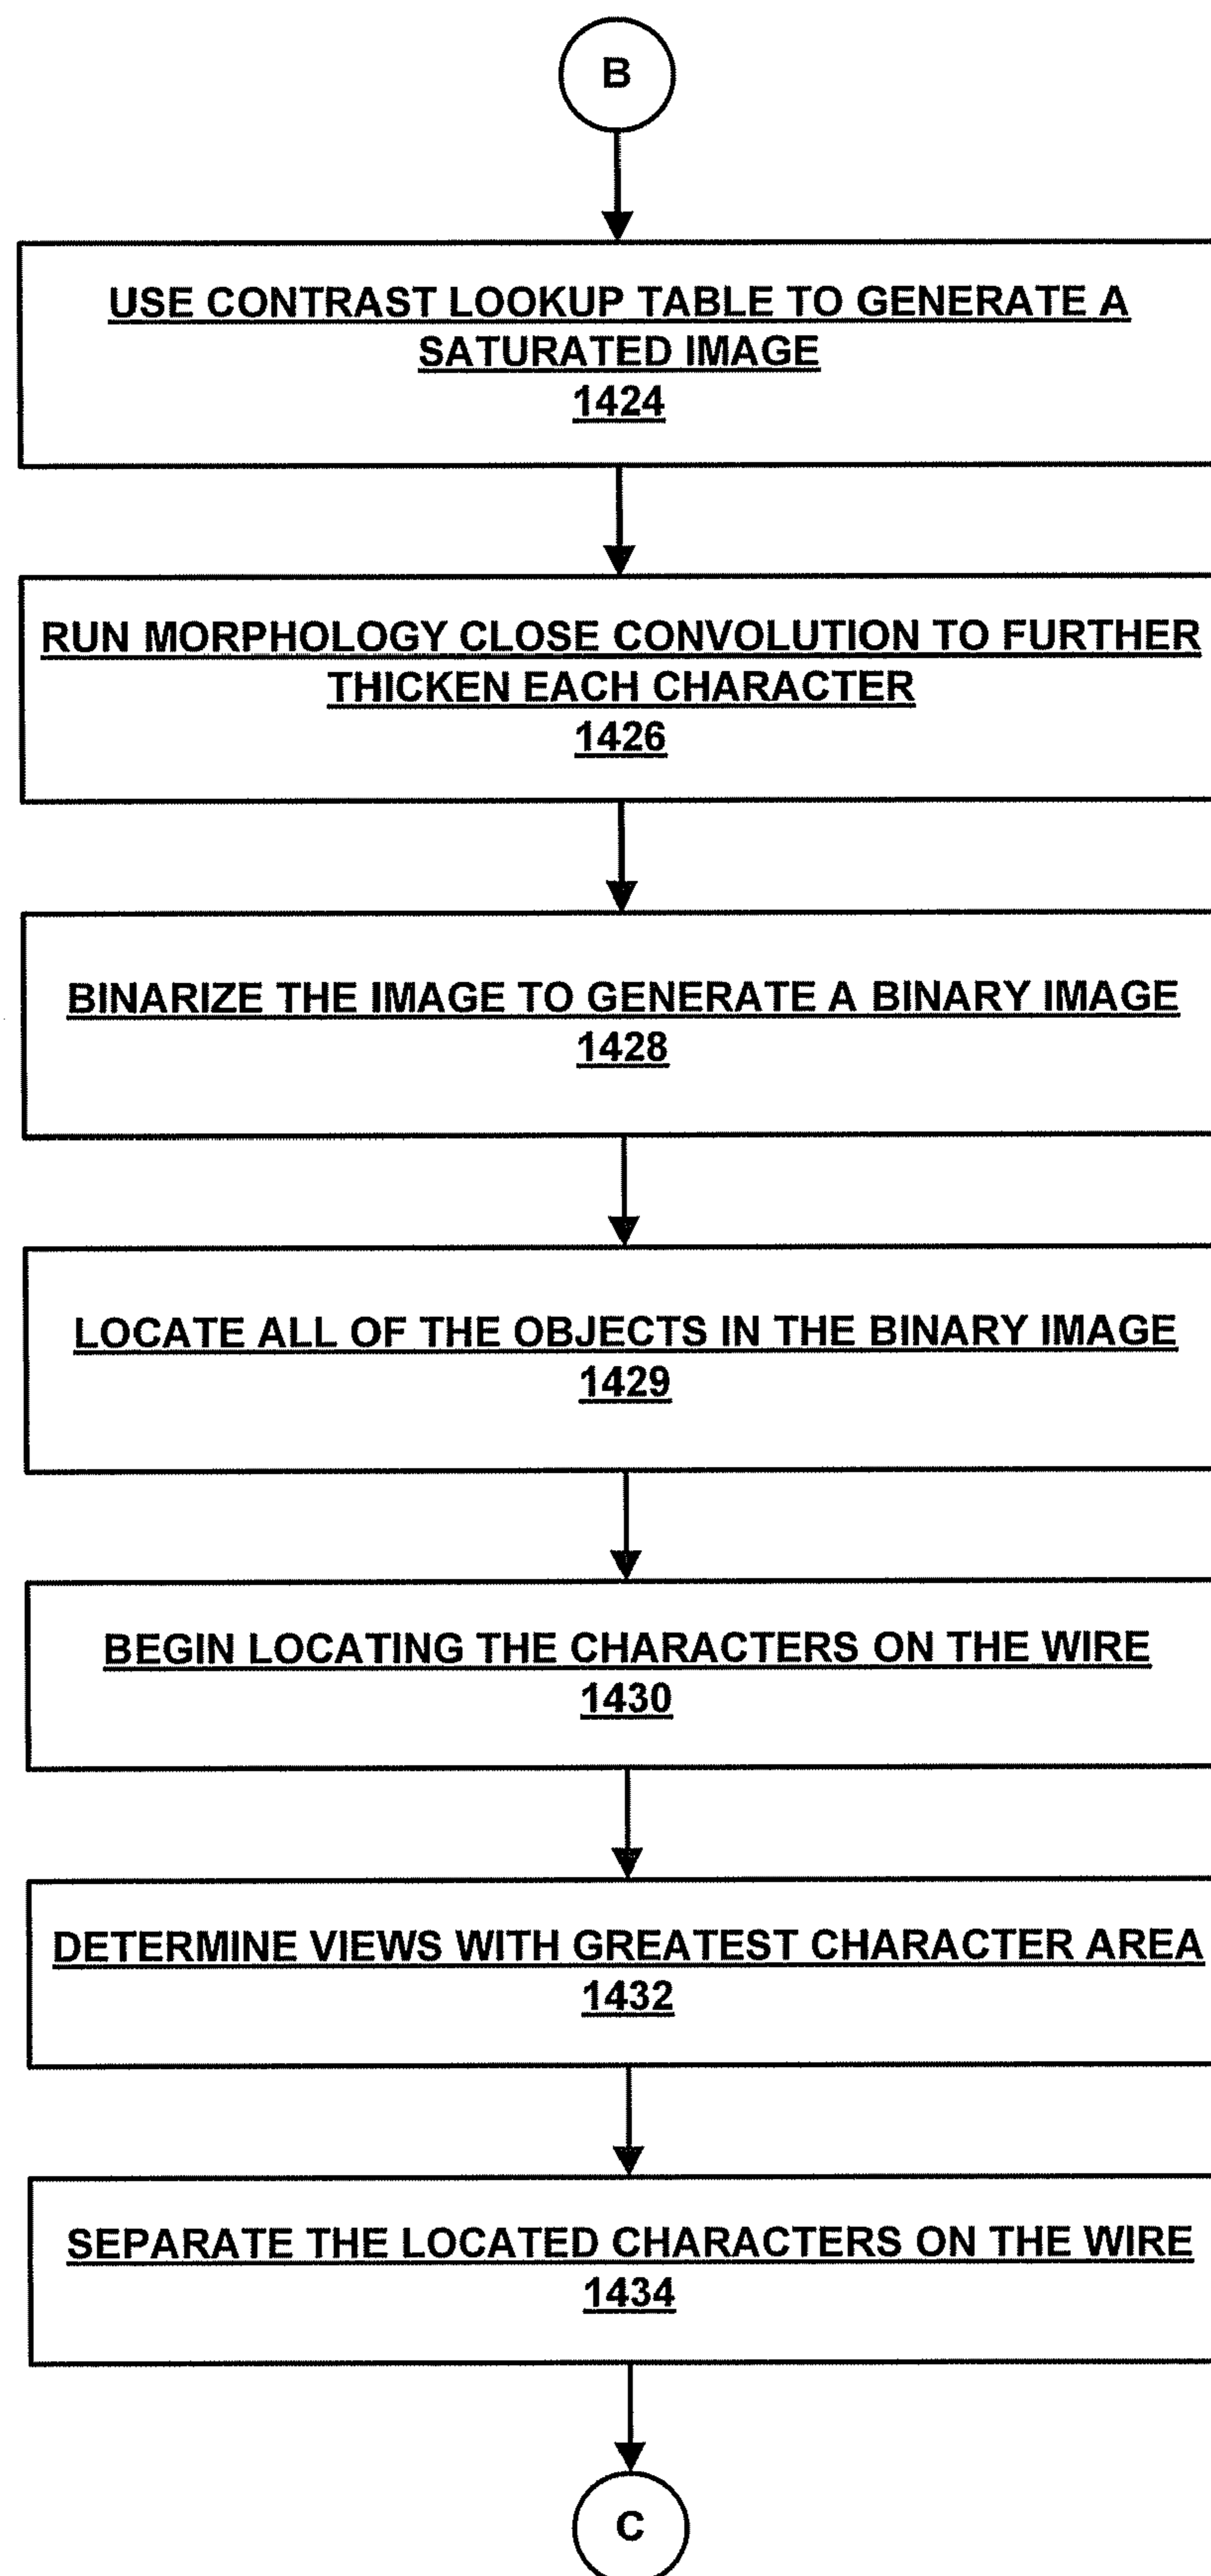 B
USE CONTRAST LOOKUP TABLE TO GENERATE A
SATURATED IMAGE
1424
RUN MORPHOLOGY CLOSE CONVOLUTION TO FURTHER
THICKEN EACH CHARACTER
1426
BINARIZE THE IMAGE TO GENERATE A BINARY IMAGE
1428
LOCATE ALL OF THE OBJECTS IN THE BINARY IMAGE
1429
BEGIN LOCATING THE CHARACTERS ON THE WIRE
1430
DETERMINE VIEWS WITH GREATEST CHARACTER AREA
1432
SEPARATE THE LOCATED CHARACTERS ON THE WIRE
1434
C